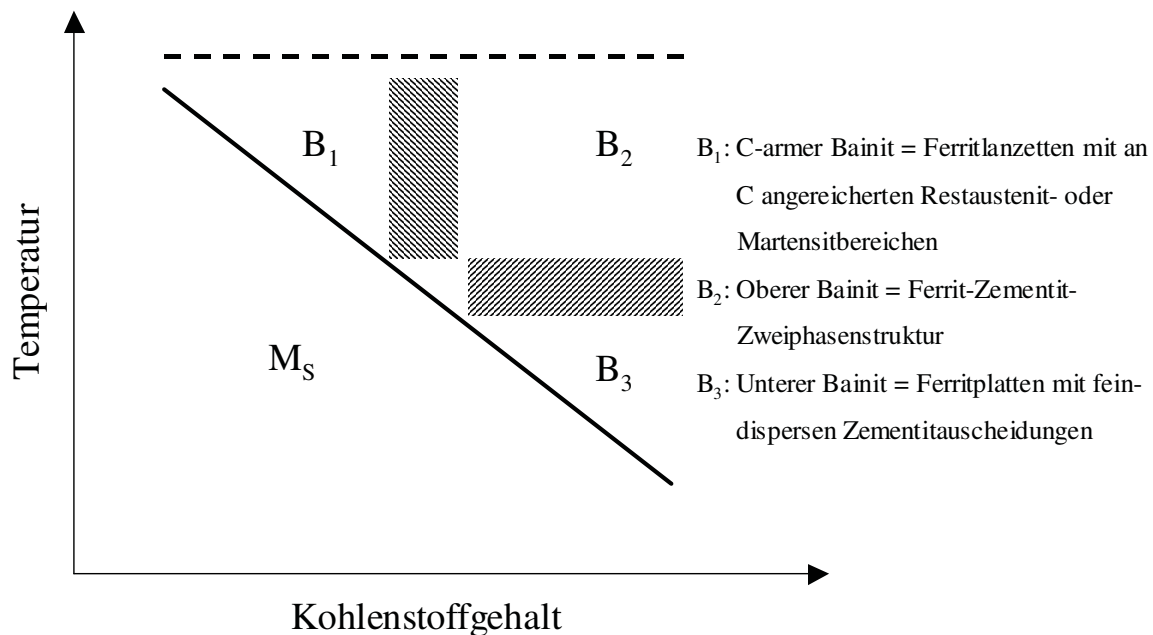 Temperatur
B₁
B₂
M_S
B₃
Kohlenstoffgehalt
B₁: C-armer Bainit = Ferritlanzetten mit an
C angereicherten Restaustenit- oder
Martensitbereichen
B₂: Oberer Bainit = Ferrit-Zementit-
Zweiphasenstruktur
B₃: Unterer Bainit = Ferritplatten mit fein-
dispersen Zementitauscheidungen